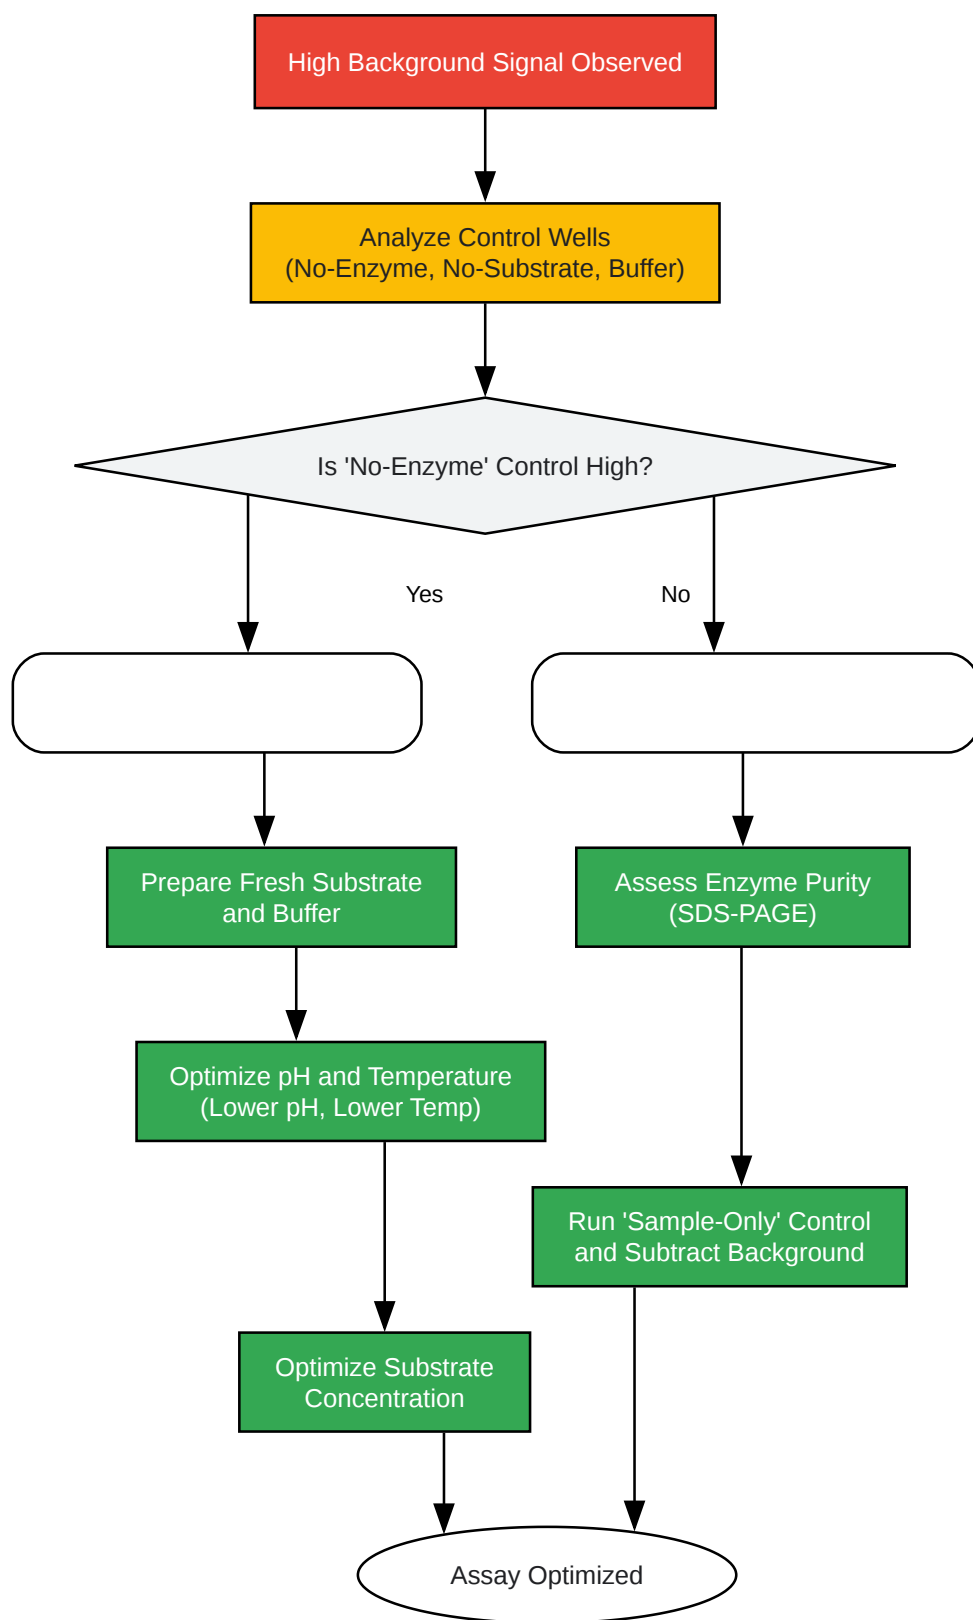 High Background Signal Observed
Analyze Control Wells
(No-Enzyme, No-Substrate, Buffer)
Is 'No-Enzyme' Control High?
Yes
No
Prepare Fresh Substrate
and Buffer
Assess Enzyme Purity
(SDS-PAGE)
Optimize pH and Temperature
(Lower pH, Lower Temp)
Run 'Sample-Only' Control
and Subtract Background
Optimize Substrate
Concentration
Assay Optimized